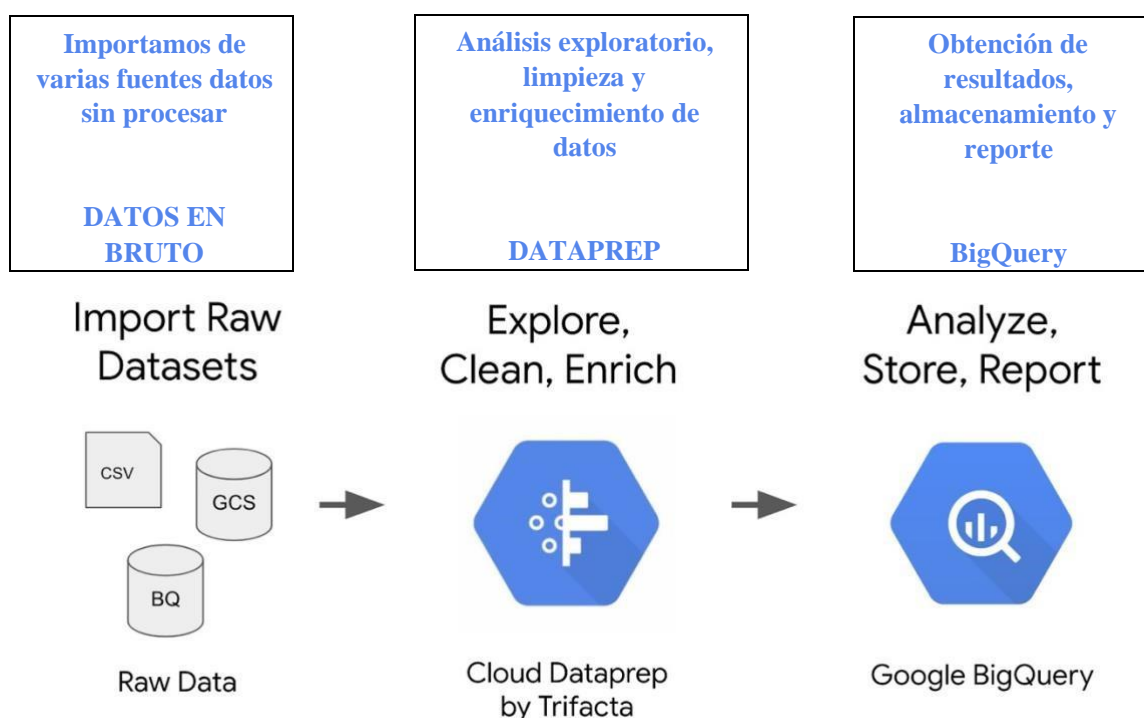 Importamos de
varias fuentes datos
sin procesar
DATOS EN
BRUTO
Análisis exploratorio,
limpieza y
enriquecimiento de
datos
DATAPREP
Obtención de
resultados,
almacenamiento y
reporte
BigQuery
Import Raw
Datasets
Explore,
Clean, Enrich
Analyze,
Store, Report
CSV
GCS
BQ
Raw Data
Cloud Dataprep
by Trifacta
Google BigQuery